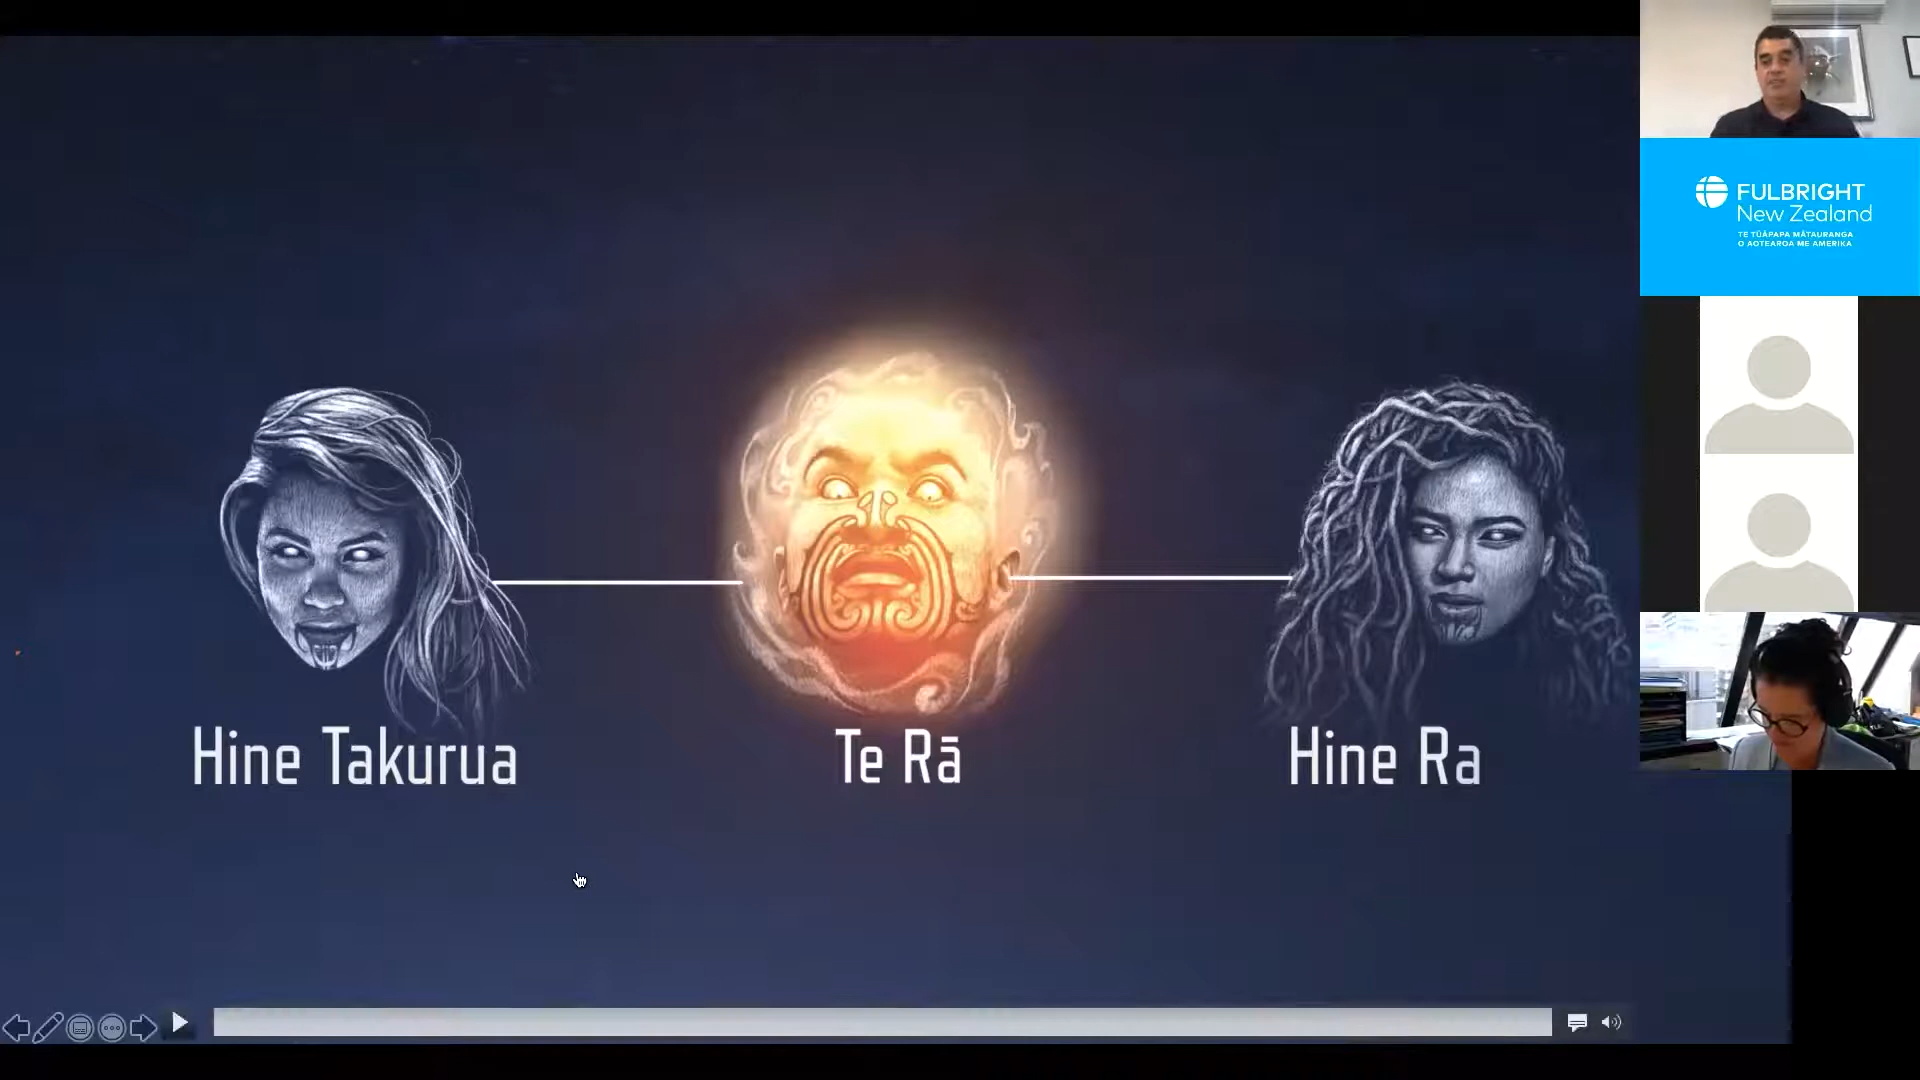 Hine Takurua
Te Rā
Hine Ra
FULBRIGHT
New Zealand
TE TŪĀPAPA MĀTAURANGA
O AOTEAROA ME AMERIKA